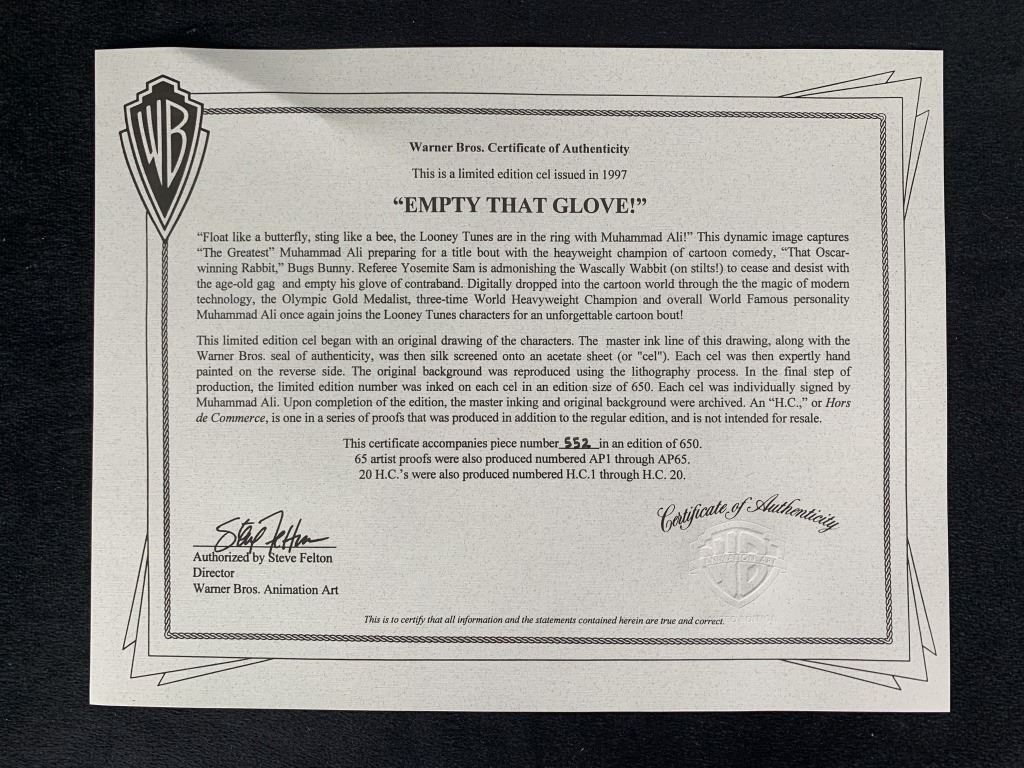 WB
Warner Bros. Certificate of Authenticity
This is a limited edition cel issued in 1997
“EMPTY THAT GLOVE!”
“Float like a butterfly, sting like a bee, the Looney Tunes are in the ring with Muhammad Ali!” This dynamic image captures
“The Greatest” Muhammad Ali preparing for a title bout with the heayweight champion of cartoon comedy, “That Oscar-
winning Rabbit,” Bugs Bunny. Referee Yosemite Sam is admonishing the Wascally Wabbit (on stilts!) to cease and desist with
the age-old gag and empty his glove of contraband. Digitally dropped into the cartoon world through the the magic of modern
technology, the Olympic Gold Medalist, three-time World Heavyweight Champion and overall World Famous personality
Muhammad Ali once again joins the Looney Tunes characters for an unforgettable cartoon bout!
This limited edition cel began with an original drawing of the characters. The master ink line of this drawing, along with the
Warner Bros. seal of authenticity, was then silk screened onto an acetate sheet (or "cel"). Each cel was then expertly hand
painted on the reverse side. The original background was reproduced using the lithography process. In the final step of
production, the limited edition number was inked on each cel in an edition size of 650. Each cel was individually signed by
Muhammad Ali. Upon completion of the edition, the master inking and original background were archived. An “H.C.,” or Hors
de Commerce, is one in a series of proofs that was produced in addition to the regular edition, and is not intended for resale.
This certificate accompanies piece number 552 in an edition of 650.
65 artist proofs were also produced numbered AP1 through AP65.
20 H.C.’s were also produced numbered H.C.1 through H.C. 20.
Certificate of Authenticity
WB
Steve Felton
Authorized by Steve Felton
Director
Warner Bros. Animation Art
This is to certify that all information and the statements contained herein are true and correct.